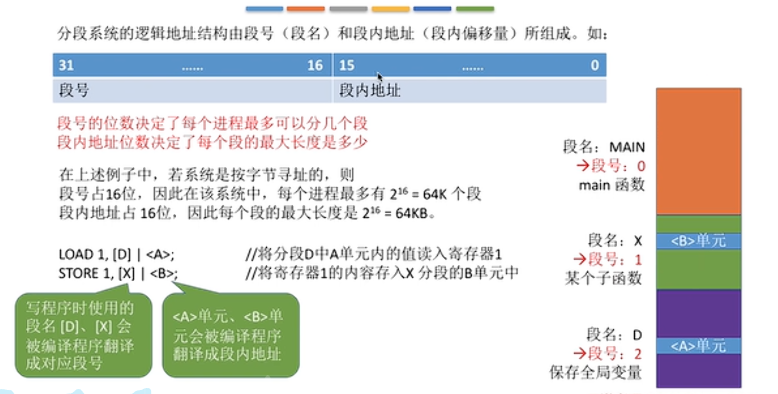 分段系统的逻辑地址结构由段号（段名）和段内地址（段内偏移量）所组成。如：
31 …… 16 15 …… 0
段号 段内地址
段号的位数决定了每个进程最多可以分几个段
段内地址位数决定了每个段的最大长度是多少
在上述例子中，若系统是按字节寻址的，则
段号占16位，因此在该系统中，每个进程最多有 2¹⁶ = 64K 个段
段内地址占 16位，因此每个段的最大长度是 2¹⁶ = 64KB。
LOAD 1, [D] | <A>; //将分段D中A单元内的值读入寄存器1
STORE 1, [X] | <B>; //将寄存器1的内容存入X 分段的B单元中
写程序时使用的
段名 [D]、[X] 会
被编译程序翻译
成对应段号
<A>单元、<B>单
元会被编译程序
翻译成段内地址
段名：MAIN
→段号：0
main 函数
段名：X
→段号：1
某个子函数
<B>单元
段名：D
→段号：2
保存全局变量
<A>单元